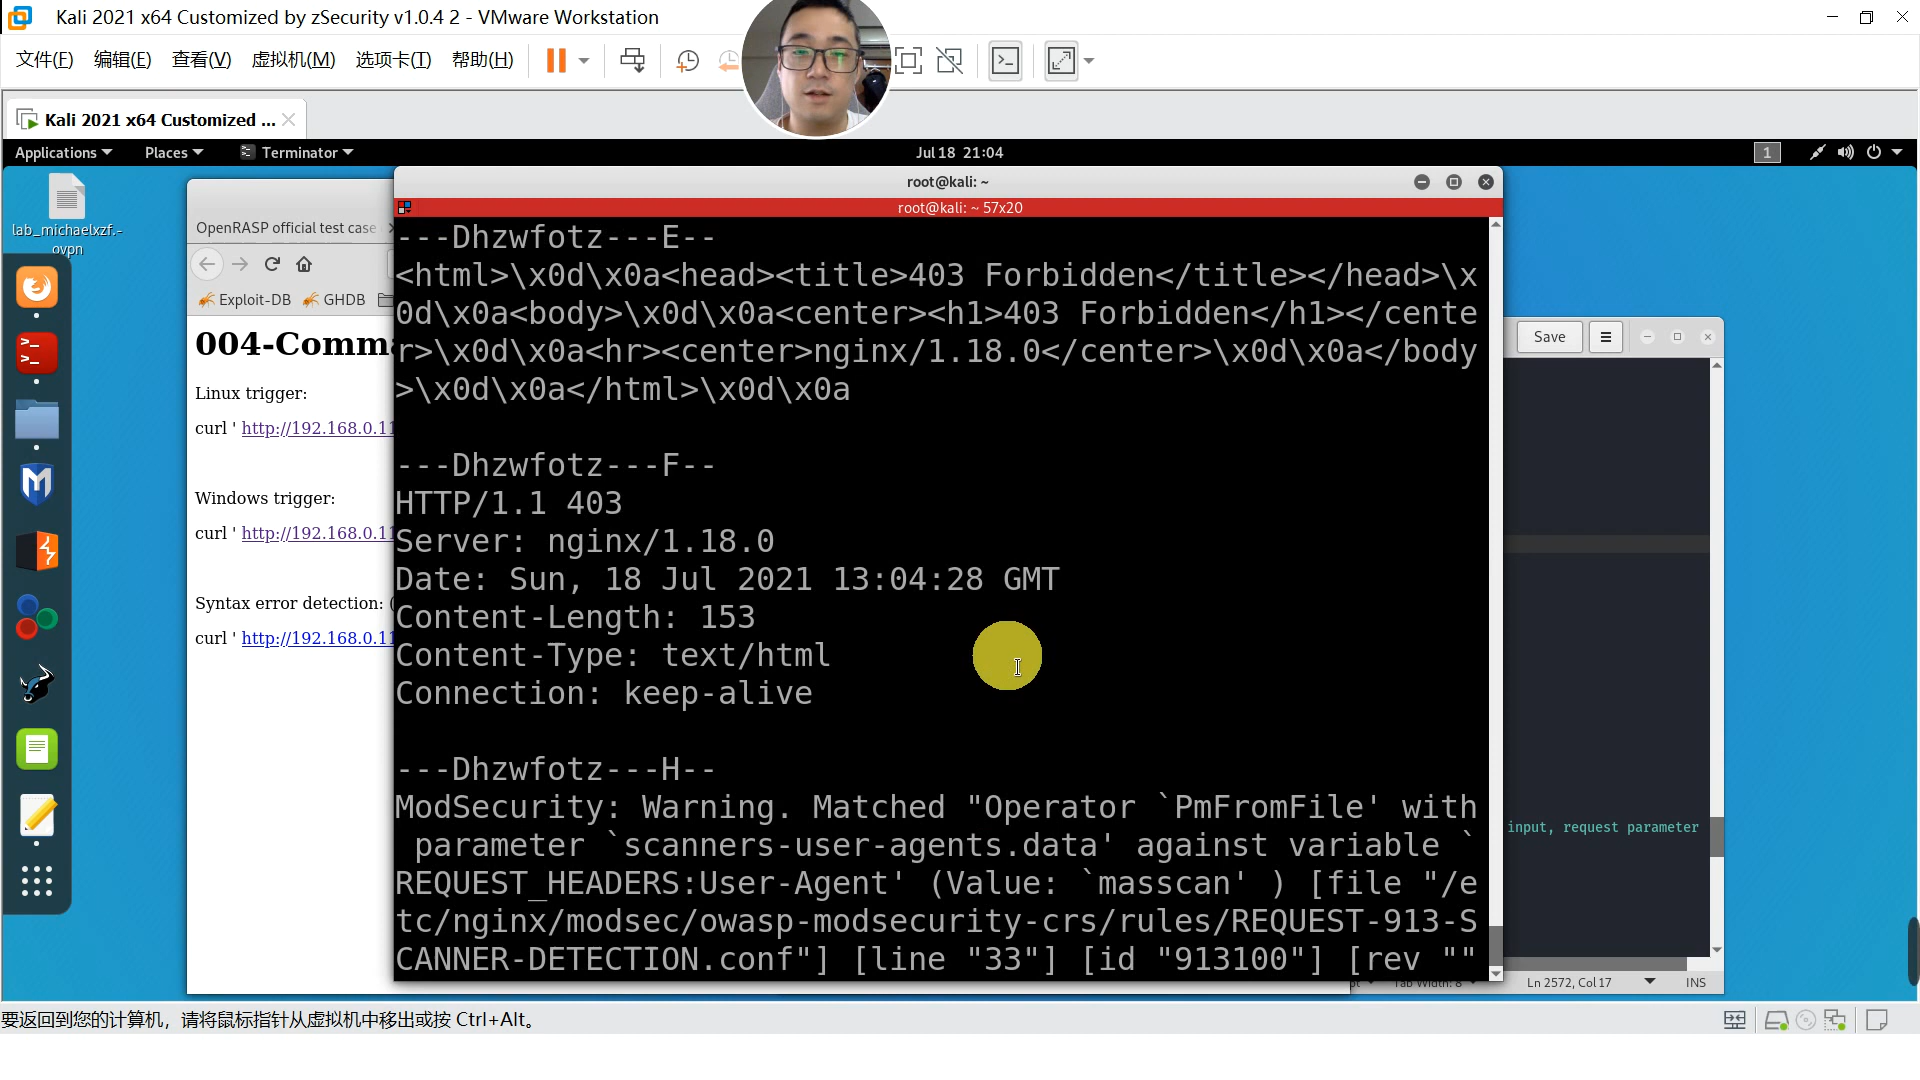 Kali 2021 x64 Customized by zSecurity v1.0.4 2 - VMware Workstation
文件(F) 编辑(E) 查看(V) 虚拟机(M) 选项卡(T) 帮助(H)
Kali 2021 x64 Customized ...
Applications Places Terminator Jul 18 21:04 1
lab_michaelxzf.-
ovpn
OpenRASP official test case
Exploit-DB GHDB
004-Comma
Linux trigger:
curl ' http://192.168.0.11
Windows trigger:
curl ' http://192.168.0.11
Syntax error detection: (
curl ' http://192.168.0.11
root@kali: ~
root@kali: ~ 57x20
---Dhzwfotz---E--
<html>\x0d\x0a<head><title>403 Forbidden</title></head>\x
0d\x0a<body>\x0d\x0a<center><h1>403 Forbidden</h1></cente
r>\x0d\x0a<hr><center>nginx/1.18.0</center>\x0d\x0a</body
>\x0d\x0a</html>\x0d\x0a
---Dhzwfotz---F--
HTTP/1.1 403
Server: nginx/1.18.0
Date: Sun, 18 Jul 2021 13:04:28 GMT
Content-Length: 153
Content-Type: text/html
Connection: keep-alive
---Dhzwfotz---H--
ModSecurity: Warning. Matched "Operator `PmFromFile' with
 parameter `scanners-user-agents.data' against variable `
REQUEST_HEADERS:User-Agent' (Value: `masscan' ) [file "/e
tc/nginx/modsec/owasp-modsecurity-crs/rules/REQUEST-913-S
CANNER-DETECTION.conf"] [line "33"] [id "913100"] [rev ""
Save
input, request parameter
Tab Width: 8 Ln 2572, Col 17 INS
要返回到您的计算机，请将鼠标指针从虚拟机中移出或按 Ctrl+Alt。